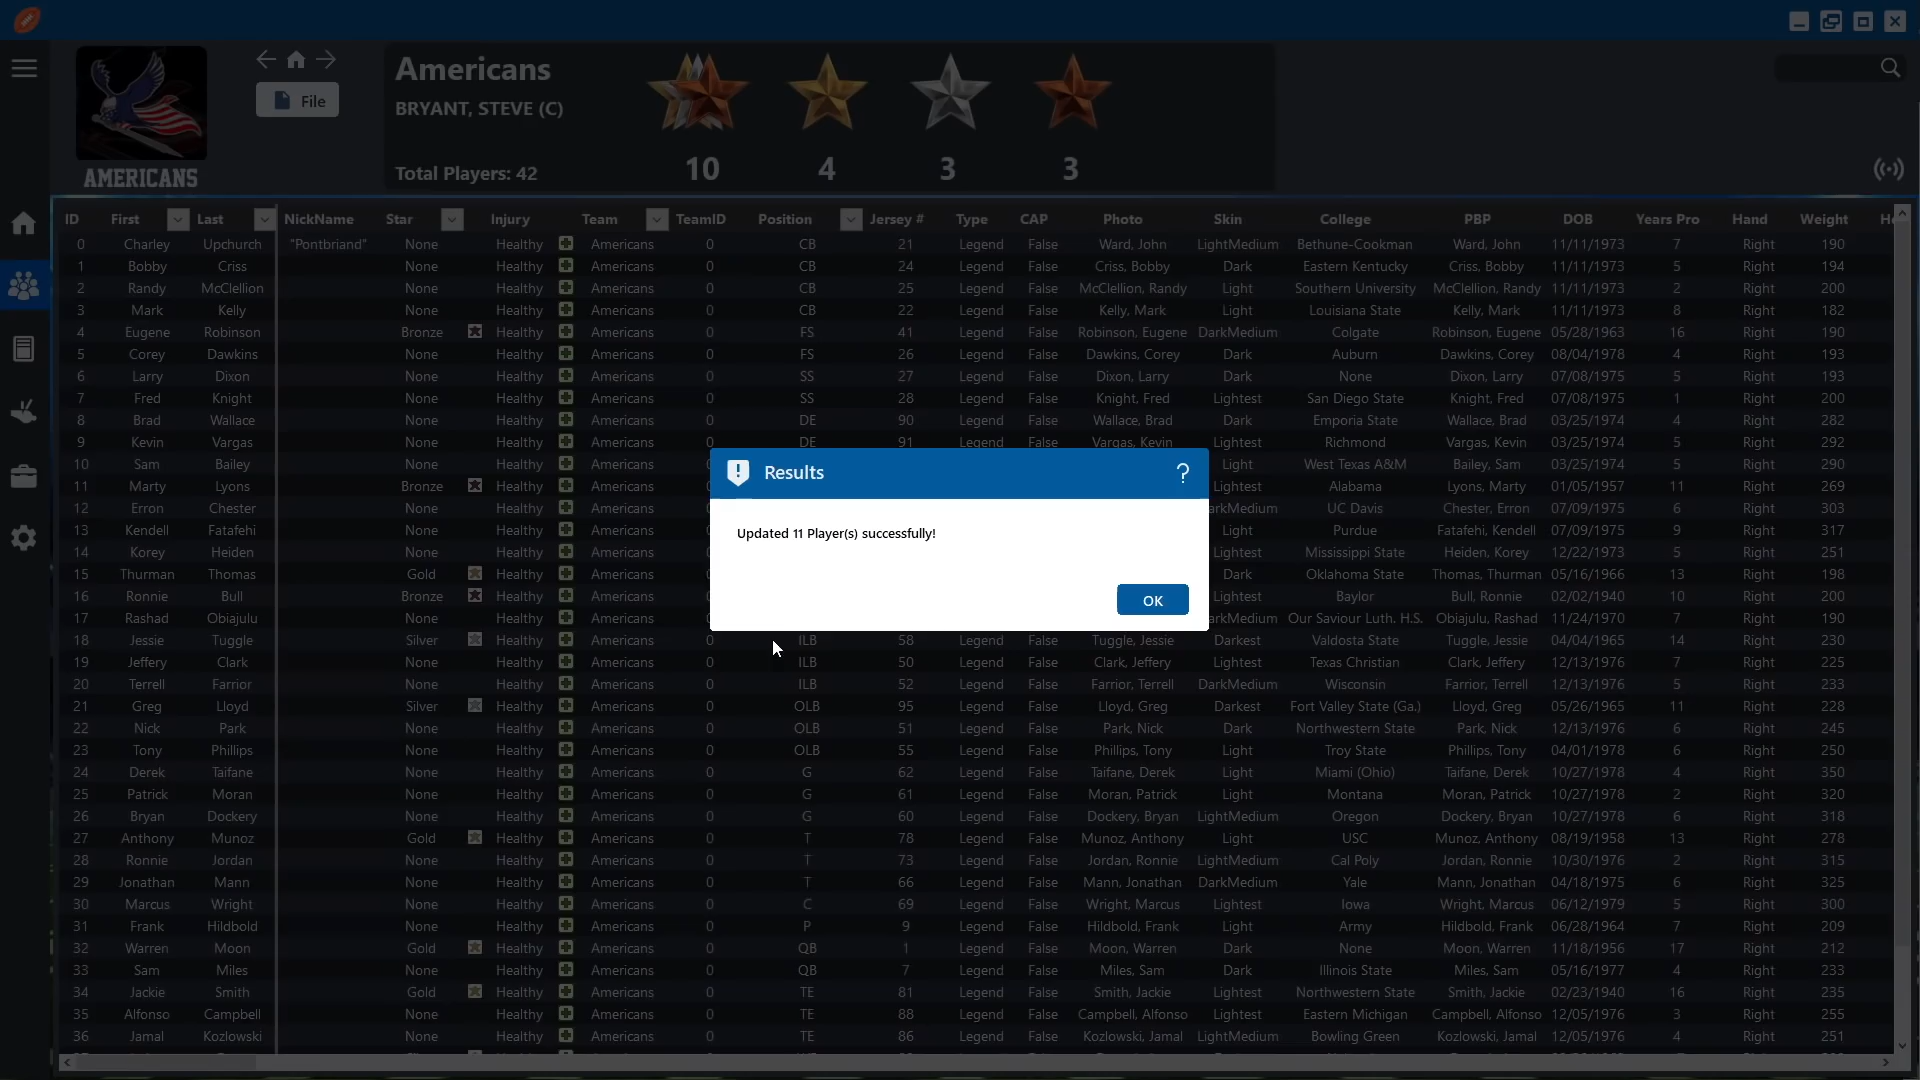 Americans
BRYANT, STEVE (C)
File
10 4 3 3
AMERICANS
Total Players: 42
ID First Last NickName Star Injury Team TeamID Position Jersey # Type CAP Photo Skin College PBP DOB Years Pro Hand Weight
0 Charley Upchurch "Pontbriand" None Healthy Americans 0 CB 21 Legend False Ward, John LightMedium Bethune-Cookman Ward, John 11/11/1973 7 Right 190
1 Bobby Criss None Healthy Americans 0 CB 24 Legend False Criss, Bobby Dark Eastern Kentucky Criss, Bobby 11/11/1973 5 Right 194
2 Randy McClellion None Healthy Americans 0 CB 25 Legend False McClellion, Randy Light Southern University McClellion, Randy 11/11/1973 2 Right 200
3 Mark Kelly None Healthy Americans 0 CB 22 Legend False Kelly, Mark Light Louisiana State Kelly, Mark 11/11/1973 8 Right 182
4 Eugene Robinson Bronze Healthy Americans 0 FS 41 Legend False Robinson, Eugene DarkMedium Colgate Robinson, Eugene 05/28/1963 16 Right 190
5 Corey Dawkins None Healthy Americans 0 FS 26 Legend False Dawkins, Corey Dark Auburn Dawkins, Corey 08/04/1978 4 Right 193
6 Larry Dixon None Healthy Americans 0 SS 27 Legend False Dixon, Larry Dark None Dixon, Larry 07/08/1975 5 Right 193
7 Fred Knight None Healthy Americans 0 SS 28 Legend False Knight, Fred Lightest San Diego State Knight, Fred 07/08/1975 1 Right 200
8 Brad Wallace None Healthy Americans 0 DE 90 Legend False Wallace, Brad Dark Emporia State Wallace, Brad 03/25/1974 4 Right 282
9 Kevin Vargas None Healthy Americans 0 DE 91 Legend False Vargas, Kevin Lightest Richmond Vargas, Kevin 03/25/1974 5 Right 292
10 Sam Bailey None Healthy Americans Light West Texas A&M Bailey, Sam 03/25/1974 5 Right 290
11 Marty Lyons Bronze Healthy Americans Lightest Alabama Lyons, Marty 01/05/1957 11 Right 269
12 Erron Chester None Healthy Americans arkMedium UC Davis Chester, Erron 07/09/1975 6 Right 303
13 Kendell Fatafehi None Healthy Americans Light Purdue Fatafehi, Kendell 07/09/1975 9 Right 317
14 Korey Heiden None Healthy Americans Lightest Mississippi State Heiden, Korey 12/22/1973 5 Right 251
15 Thurman Thomas Gold Healthy Americans Dark Oklahoma State Thomas, Thurman 05/16/1966 13 Right 198
16 Ronnie Bull Bronze Healthy Americans Lightest Baylor Bull, Ronnie 02/02/1940 10 Right 200
17 Rashad Obiajulu None Healthy Americans arkMedium Our Saviour Luth. H.S. Obiajulu, Rashad 11/24/1970 7 Right 190
18 Jessie Tuggle Silver Healthy Americans 0 ILB 58 Legend False Tuggle, Jessie Darkest Valdosta State Tuggle, Jessie 04/04/1965 14 Right 230
19 Jeffery Clark None Healthy Americans 0 ILB 50 Legend False Clark, Jeffery Lightest Texas Christian Clark, Jeffery 12/13/1976 7 Right 225
20 Terrell Farrior None Healthy Americans 0 ILB 52 Legend False Farrior, Terrell DarkMedium Wisconsin Farrior, Terrell 12/13/1976 5 Right 233
21 Greg Lloyd Silver Healthy Americans 0 OLB 95 Legend False Lloyd, Greg Darkest Fort Valley State (Ga.) Lloyd, Greg 05/26/1965 11 Right 228
22 Nick Park None Healthy Americans 0 OLB 51 Legend False Park, Nick Dark Northwestern State Park, Nick 12/13/1976 6 Right 245
23 Tony Phillips None Healthy Americans 0 OLB 55 Legend False Phillips, Tony Light Troy State Phillips, Tony 04/01/1978 6 Right 250
24 Derek Taifane None Healthy Americans 0 G 62 Legend False Taifane, Derek Light Miami (Ohio) Taifane, Derek 10/27/1978 4 Right 350
25 Patrick Moran None Healthy Americans 0 G 61 Legend False Moran, Patrick Light Montana Moran, Patrick 10/27/1978 2 Right 320
26 Bryan Dockery None Healthy Americans 0 G 60 Legend False Dockery, Bryan LightMedium Oregon Dockery, Bryan 10/27/1978 6 Right 318
27 Anthony Munoz Gold Healthy Americans 0 T 78 Legend False Munoz, Anthony Light USC Munoz, Anthony 08/19/1958 13 Right 278
28 Ronnie Jordan None Healthy Americans 0 T 73 Legend False Jordan, Ronnie LightMedium Cal Poly Jordan, Ronnie 10/30/1976 2 Right 315
29 Jonathan Mann None Healthy Americans 0 T 66 Legend False Mann, Jonathan DarkMedium Yale Mann, Jonathan 04/18/1975 6 Right 325
30 Marcus Wright None Healthy Americans 0 C 69 Legend False Wright, Marcus Lightest Iowa Wright, Marcus 06/12/1979 5 Right 300
31 Frank Hildbold None Healthy Americans 0 P 9 Legend False Hildbold, Frank Light Army Hildbold, Frank 06/28/1964 7 Right 209
32 Warren Moon Gold Healthy Americans 0 QB 1 Legend False Moon, Warren Dark None Moon, Warren 11/18/1956 17 Right 212
33 Sam Miles None Healthy Americans 0 QB 7 Legend False Miles, Sam Dark Illinois State Miles, Sam 05/16/1977 4 Right 233
34 Jackie Smith Gold Healthy Americans 0 TE 81 Legend False Smith, Jackie Lightest Northwestern State Smith, Jackie 02/23/1940 16 Right 235
35 Alfonso Campbell None Healthy Americans 0 TE 88 Legend False Campbell, Alfonso Lightest Eastern Michigan Campbell, Alfonso 12/05/1976 3 Right 255
36 Jamal Kozlowski None Healthy Americans 0 TE 86 Legend False Kozlowski, Jamal LightMedium Bowling Green Kozlowski, Jamal 12/05/1976 4 Right 251
Results ?
Updated 11 Player(s) successfully!
OK